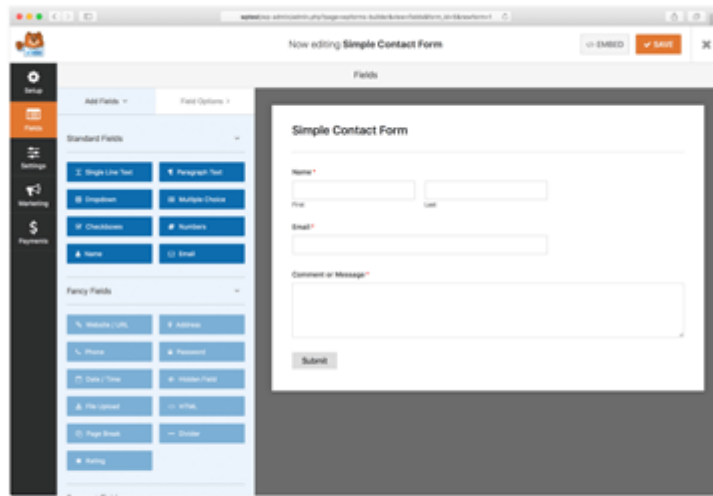 Now editing Simple Contact Form
EMBED
SAVE
Setup
Fields
Settings
Marketing
Payments
Fields
Add Fields
Field Options
Standard Fields
Single Line Text
Paragraph Text
Dropdown
Multiple Choice
Checkboxes
Numbers
Name
Email
Fancy Fields
Website / URL
Address
Phone
Password
Date / Time
Hidden Field
File Upload
HTML
Page Break
Divider
Rating
Simple Contact Form
Name *
First
Last
Email *
Comment or Message *
Submit